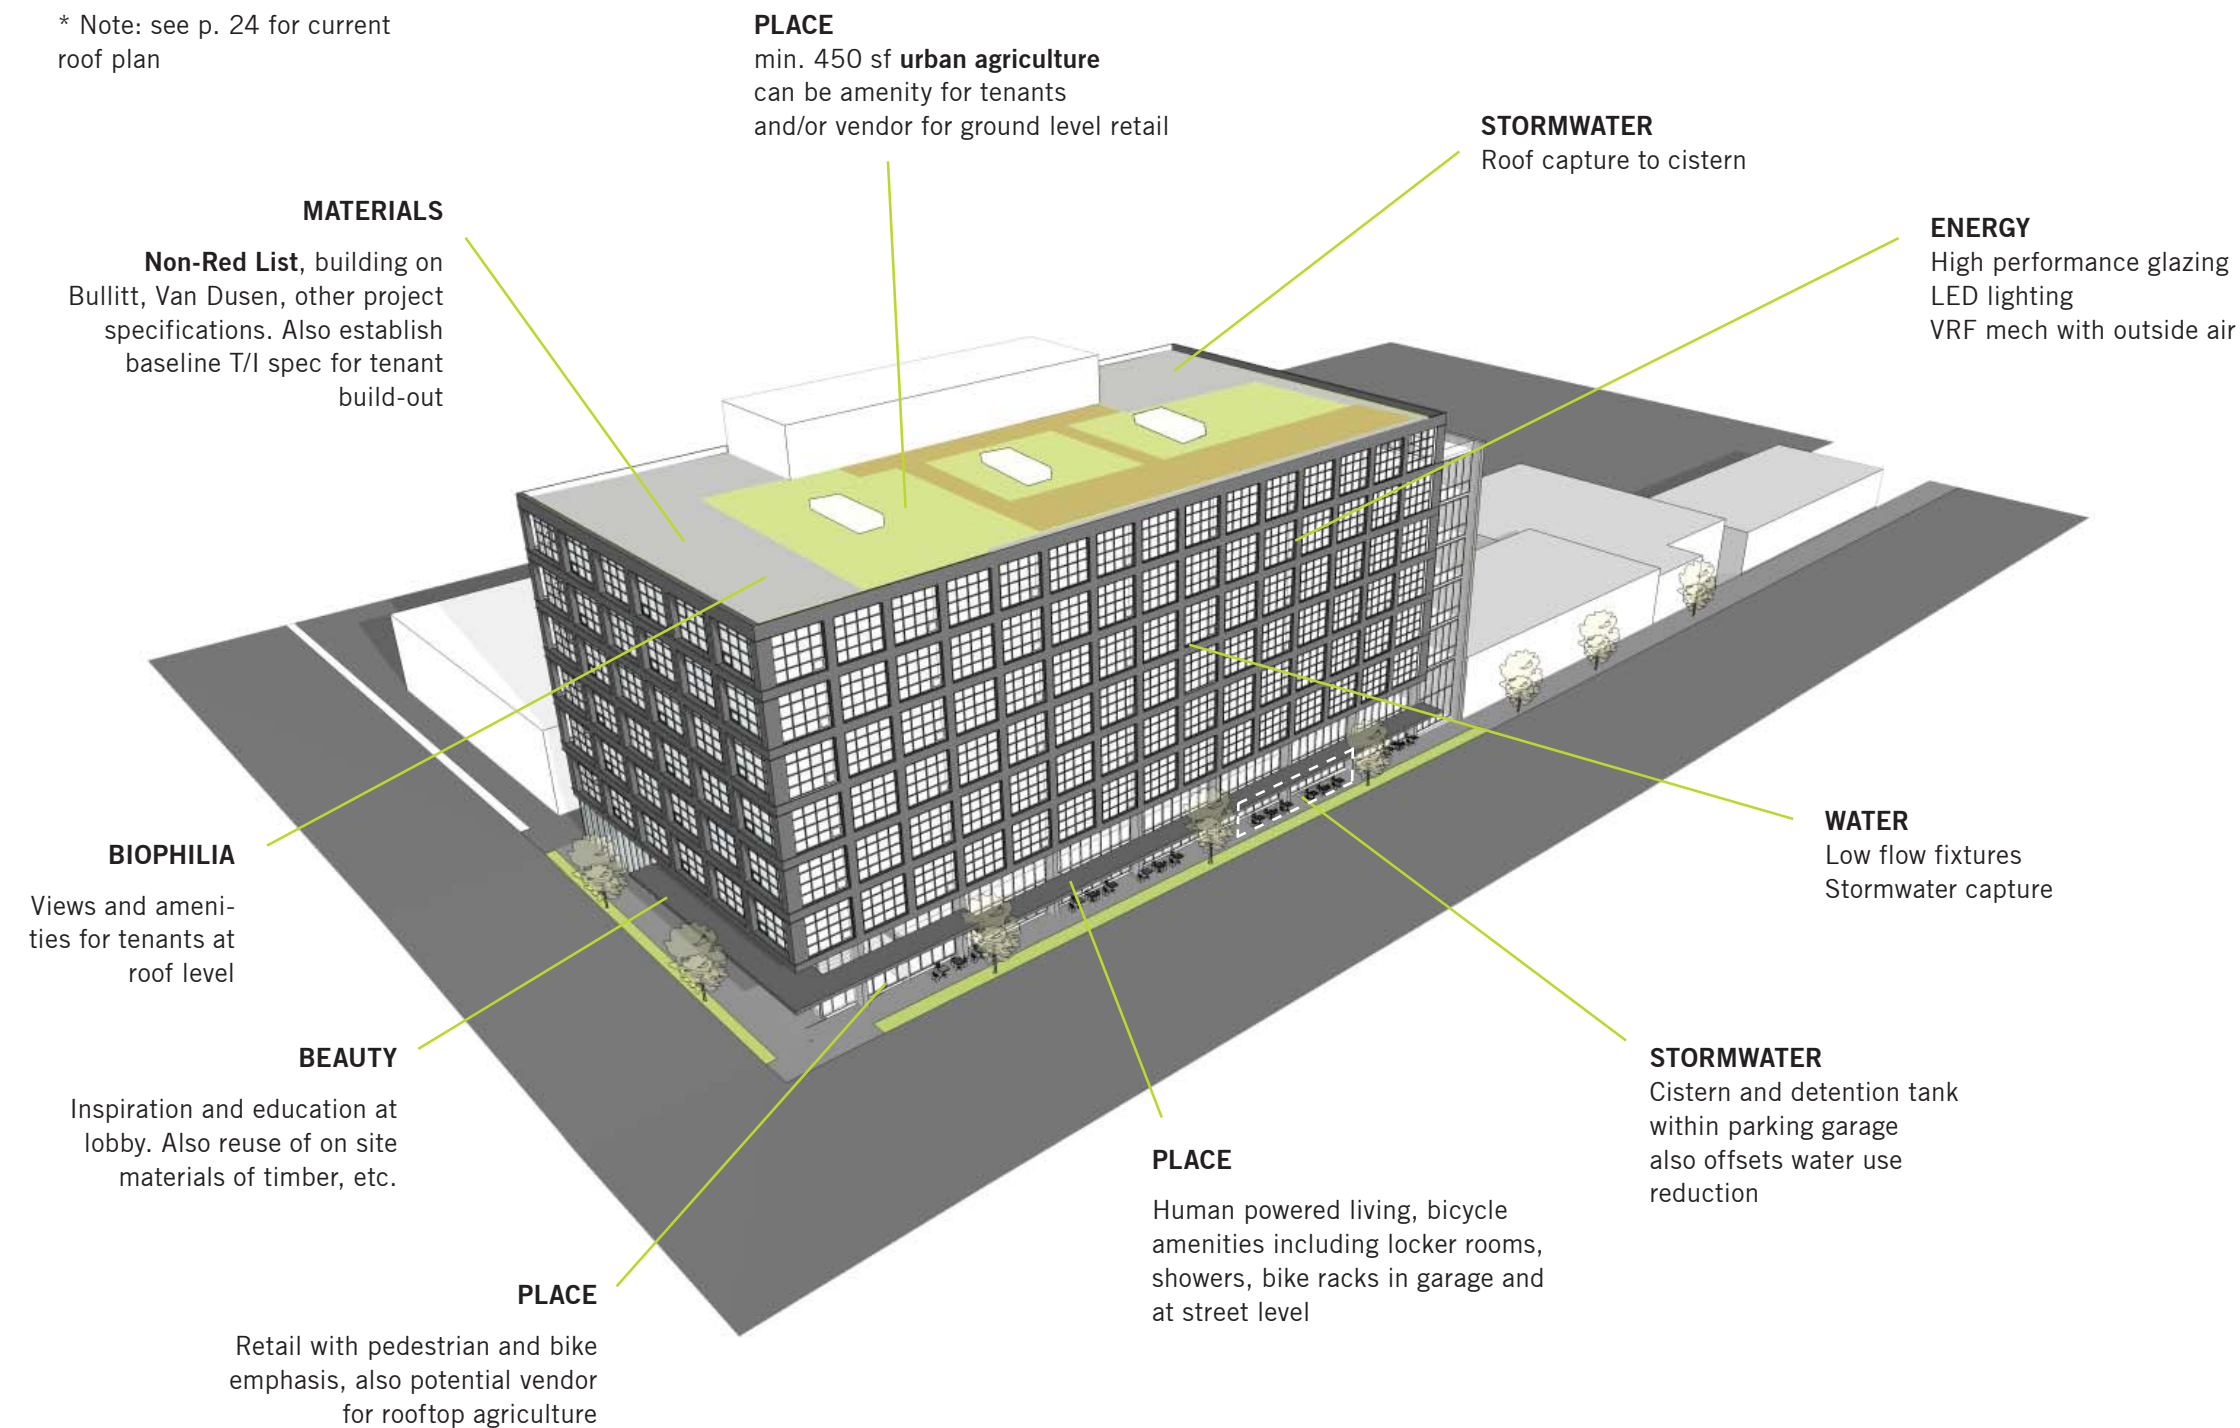 * Note: see p. 24 for current
roof plan
PLACE
min. 450 sf urban agriculture
can be amenity for tenants
and/or vendor for ground level retail
STORMWATER
Roof capture to cistern
MATERIALS
Non-Red List, building on
Bullitt, Van Dusen, other project
specifications. Also establish
baseline T/I spec for tenant
build-out
ENERGY
High performance glazing
LED lighting
VRF mech with outside air
BIOPHILIA
Views and ameni-
ties for tenants at
roof level
WATER
Low flow fixtures
Stormwater capture
BEAUTY
Inspiration and education at
lobby. Also reuse of on site
materials of timber, etc.
STORMWATER
Cistern and detention tank
within parking garage
also offsets water use
reduction
PLACE
Human powered living, bicycle
amenities including locker rooms,
showers, bike racks in garage and
at street level
PLACE
Retail with pedestrian and bike
emphasis, also potential vendor
for rooftop agriculture